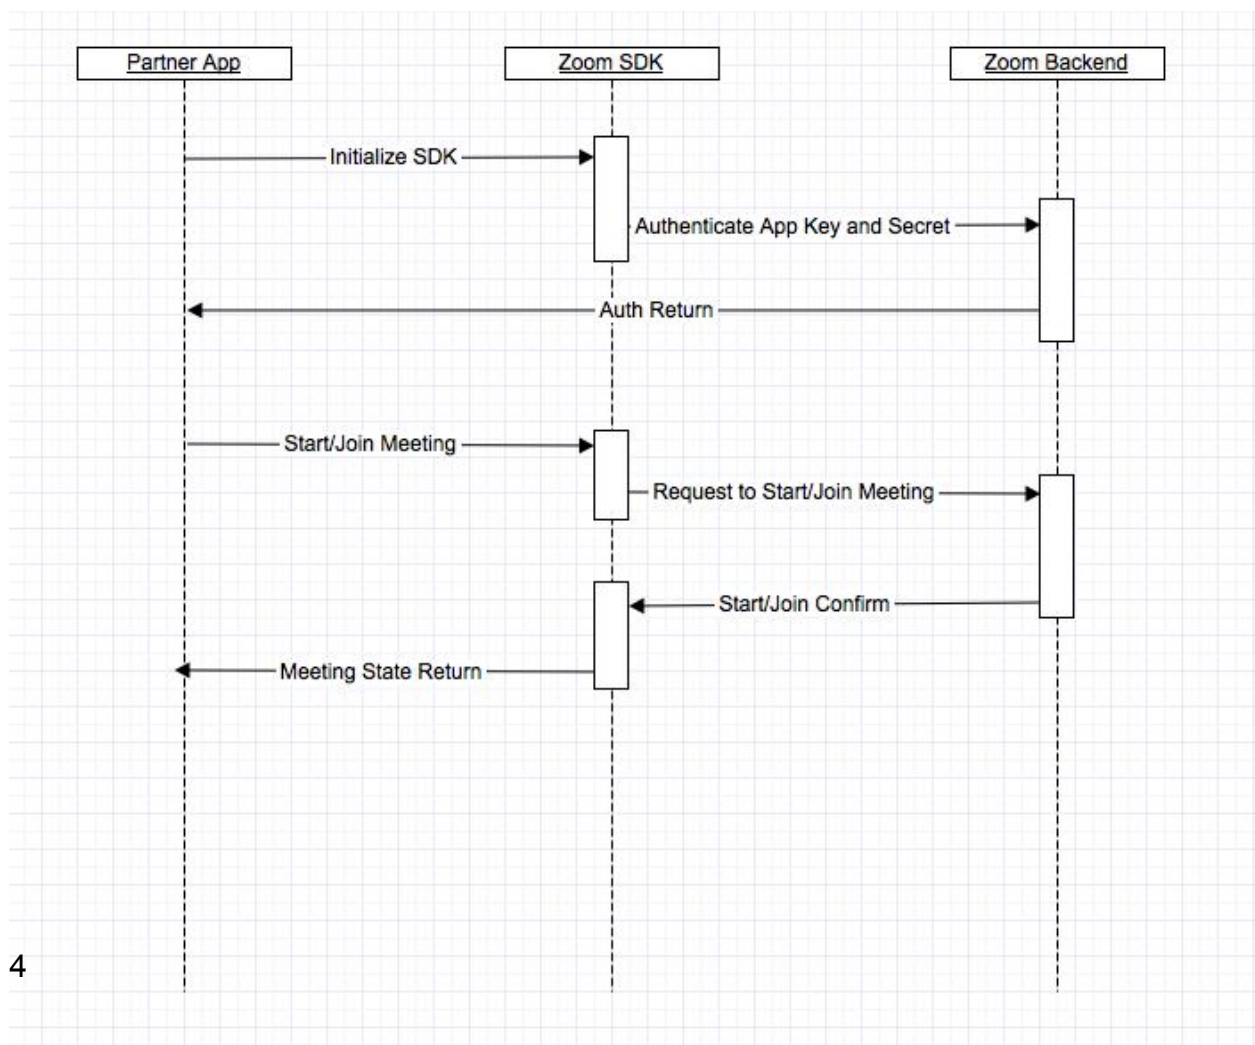 Partner App
Zoom SDK
Zoom Backend
Initialize SDK
Authenticate App Key and Secret
Auth Return
Start/Join Meeting
Request to Start/Join Meeting
Start/Join Confirm
Meeting State Return
4